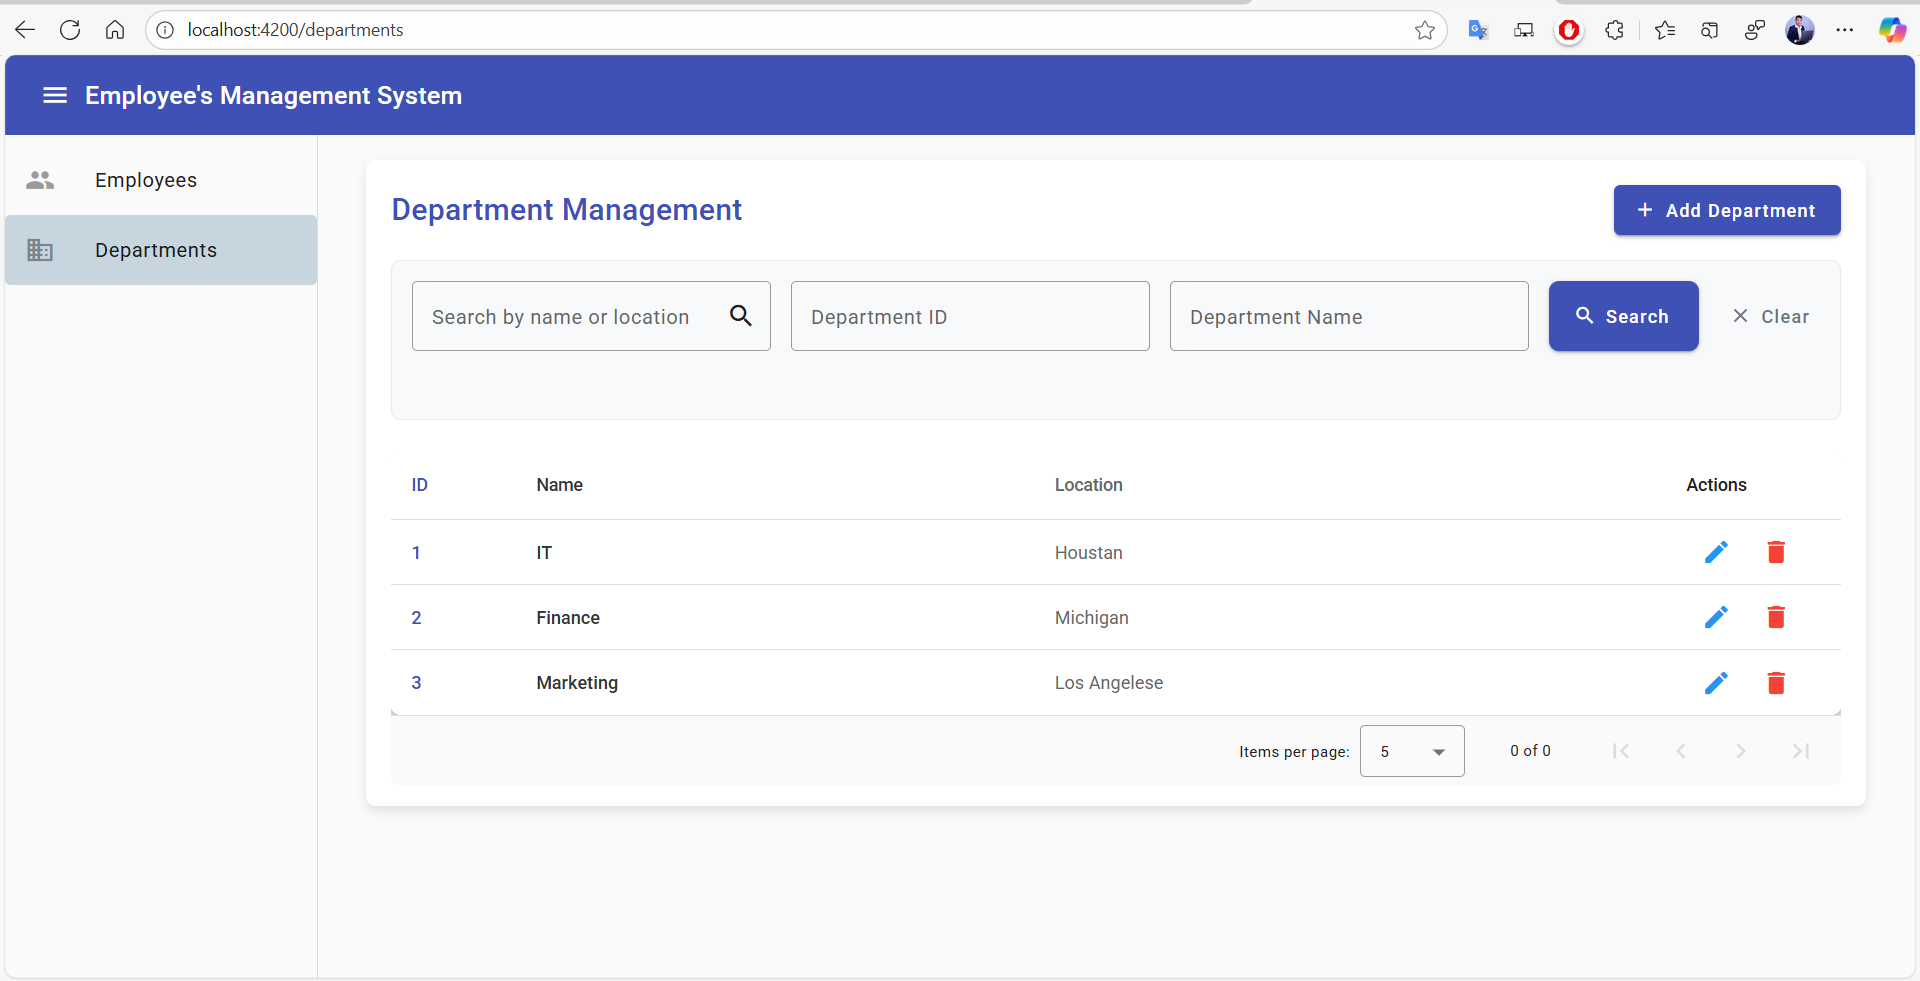 localhost:4200/departments
Employee's Management System
Employees
Departments
Department Management
Add Department
Search by name or location
Department ID
Department Name
Search
Clear
ID Name Location Actions
1 IT Houstan
2 Finance Michigan
3 Marketing Los Angelese
Items per page: 5 0 of 0